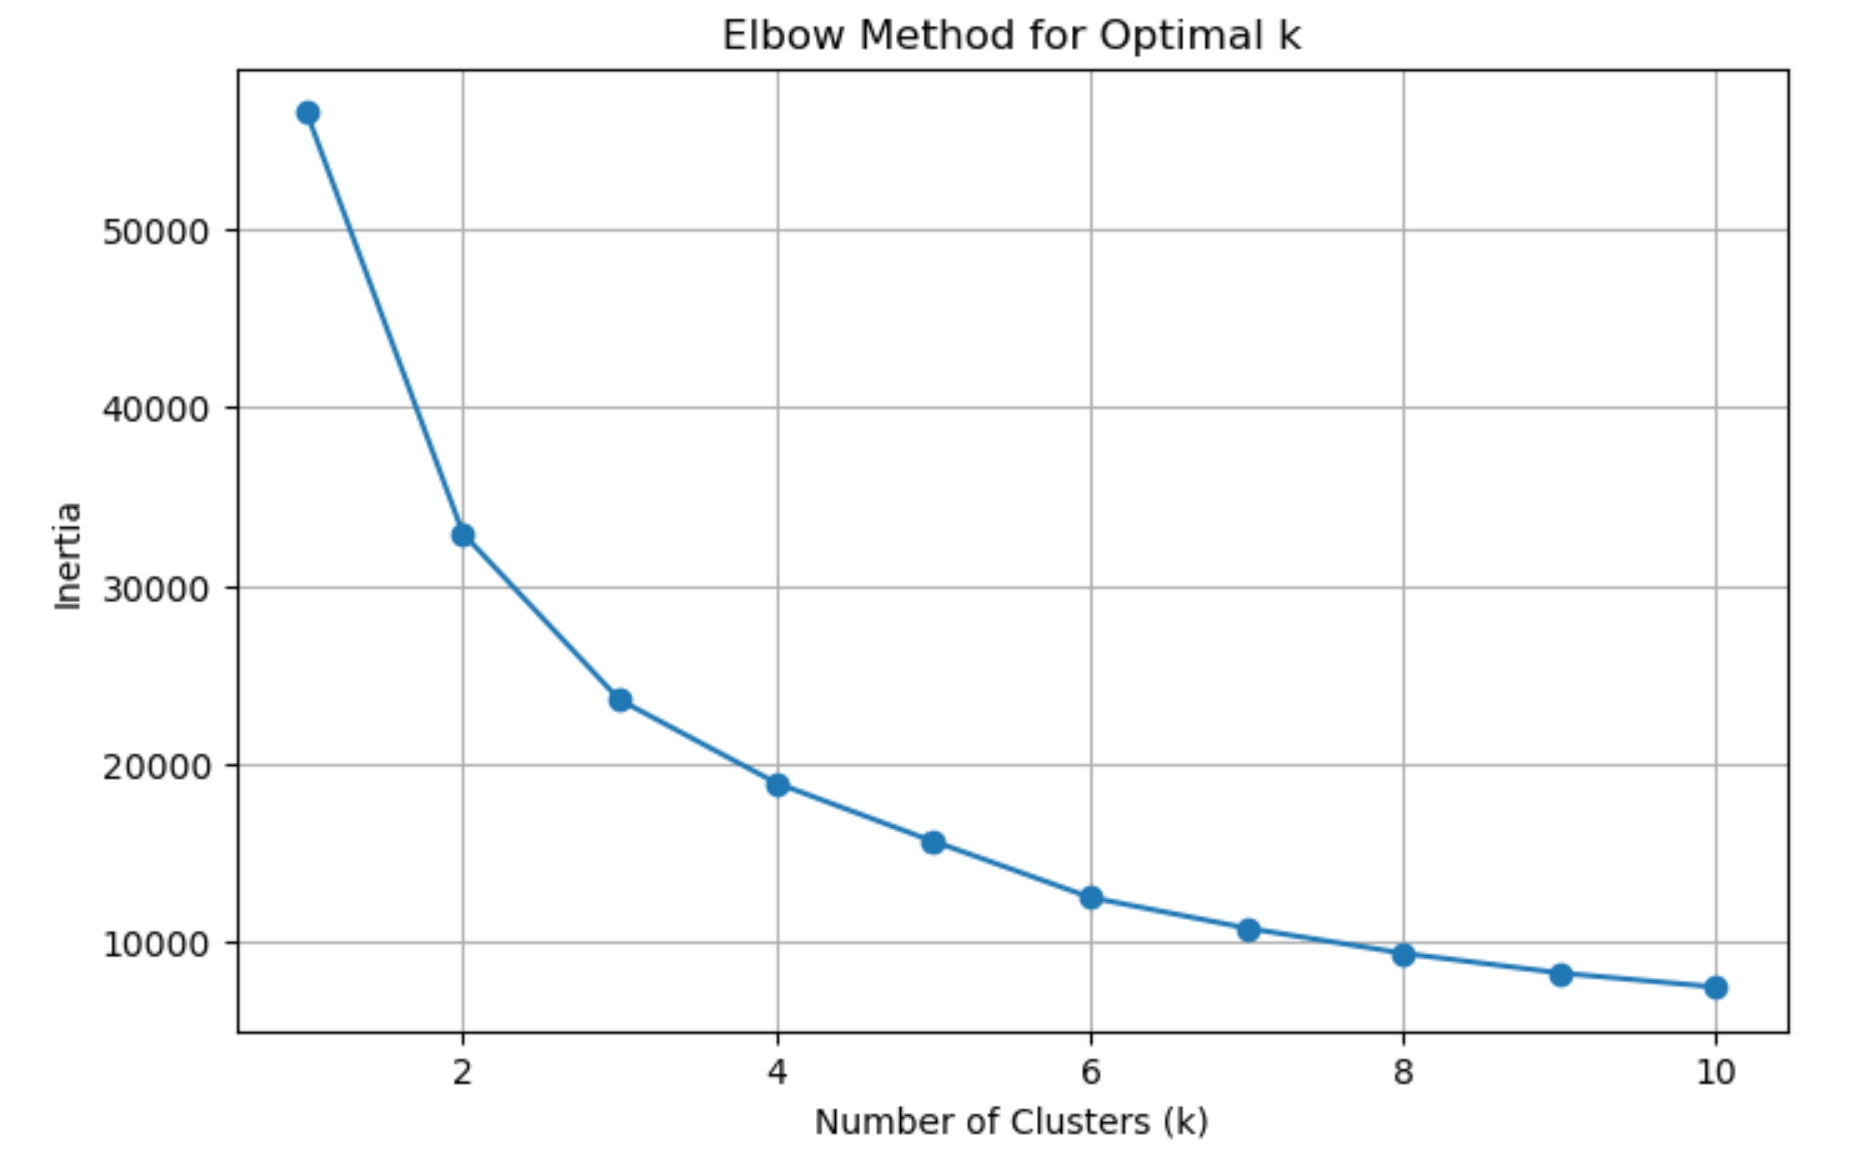 Elbow Method for Optimal k
50000
40000
30000
20000
10000
Inertia
2 4 6 8 10
Number of Clusters (k)